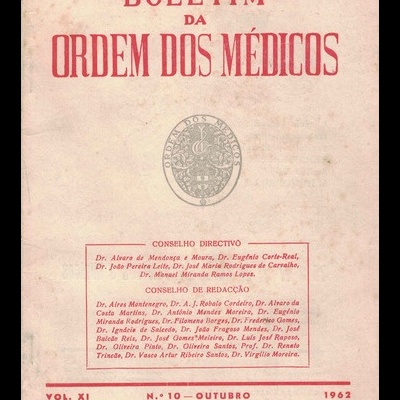 BOLETIM
DA
ORDEM DOS MÉDICOS
ORDEM DOS MEDICOS
CONSELHO DIRECTIVO
Dr. Alvaro de Mendonça e Moura, Dr. Eugénio Corte-Real,
Dr. João Pereira Leite, Dr. José Maria Rodrigues de Carvalho,
Dr. Manuel Miranda Ramos Lopes.
CONSELHO DE REDACÇÃO
Dr. Aires Montenegro, Dr. A. J. Robalo Cordeiro, Dr. Alvaro da
Costa Martins, Dr. António Mendes Moreira, Dr. Eugénio
Miranda Rodrigues, Dr. Filomeno Borges, Dr. Frederico Gomes,
Dr. Ignácio de Salcedo, Dr. João Fragoso Mendes, Dr. José
Balcão Reis, Dr. José Gomes Meleiro, Dr. Luís José Raposo,
Dr. Oliveira Pinto, Dr. Oliveira Santos, Prof. Dr. Renato
Trincão, Dr. Vasco Artur Ribeiro Santos, Dr. Virgílio Moreira.
VOL. XI N.º 10 — OUTUBRO 1962